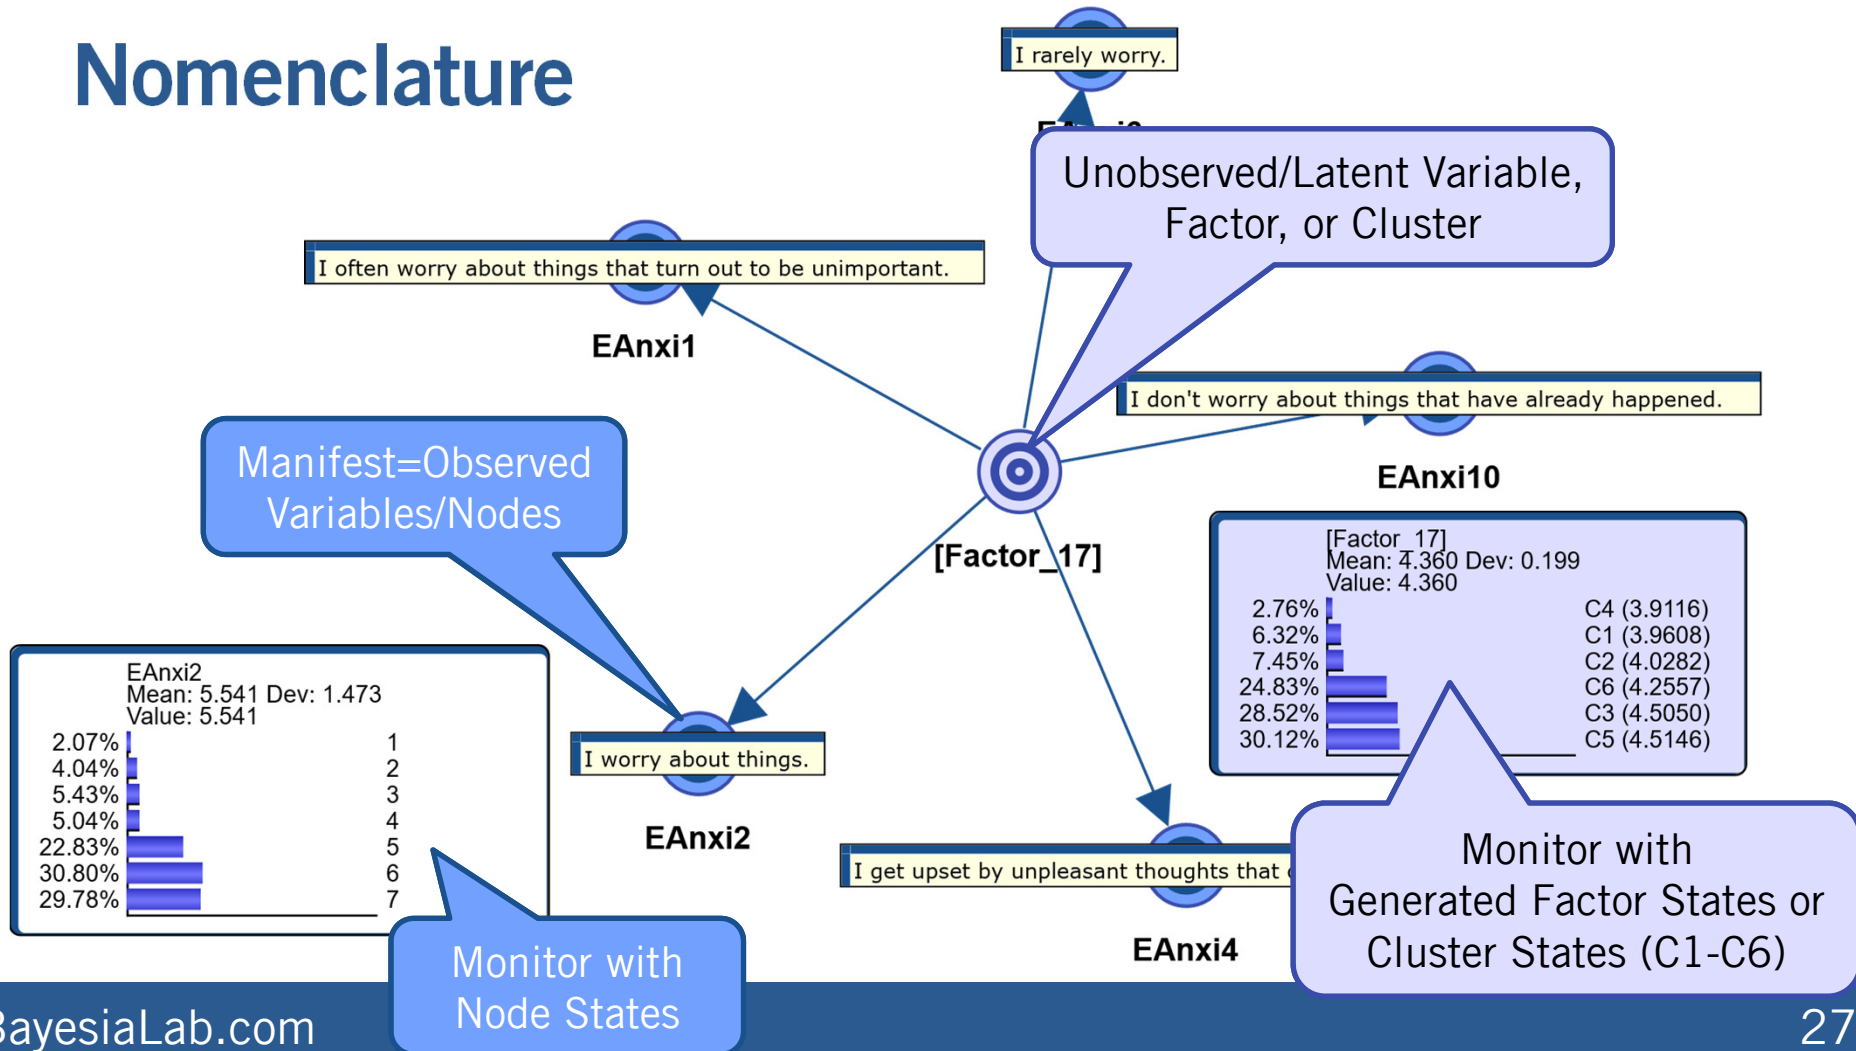 Nomenclature
I rarely worry.
Unobserved/Latent Variable,
Factor, or Cluster
I often worry about things that turn out to be unimportant.
EAnxi1
I don't worry about things that have already happened.
EAnxi10
Manifest=Observed
Variables/Nodes
[Factor_17]
[Factor_17]
Mean: 4.360 Dev: 0.199
Value: 4.360
2.76% C4 (3.9116)
6.32% C1 (3.9608)
7.45% C2 (4.0282)
24.83% C6 (4.2557)
28.52% C3 (4.5050)
30.12% C5 (4.5146)
EAnxi2
Mean: 5.541 Dev: 1.473
Value: 5.541
2.07% 1
4.04% 2
5.43% 3
5.04% 4
22.83% 5
30.80% 6
29.78% 7
I worry about things.
EAnxi2
I get upset by unpleasant thoughts that
EAnxi4
Monitor with
Generated Factor States or
Cluster States (C1-C6)
Monitor with
Node States
BayesiaLab.com
27